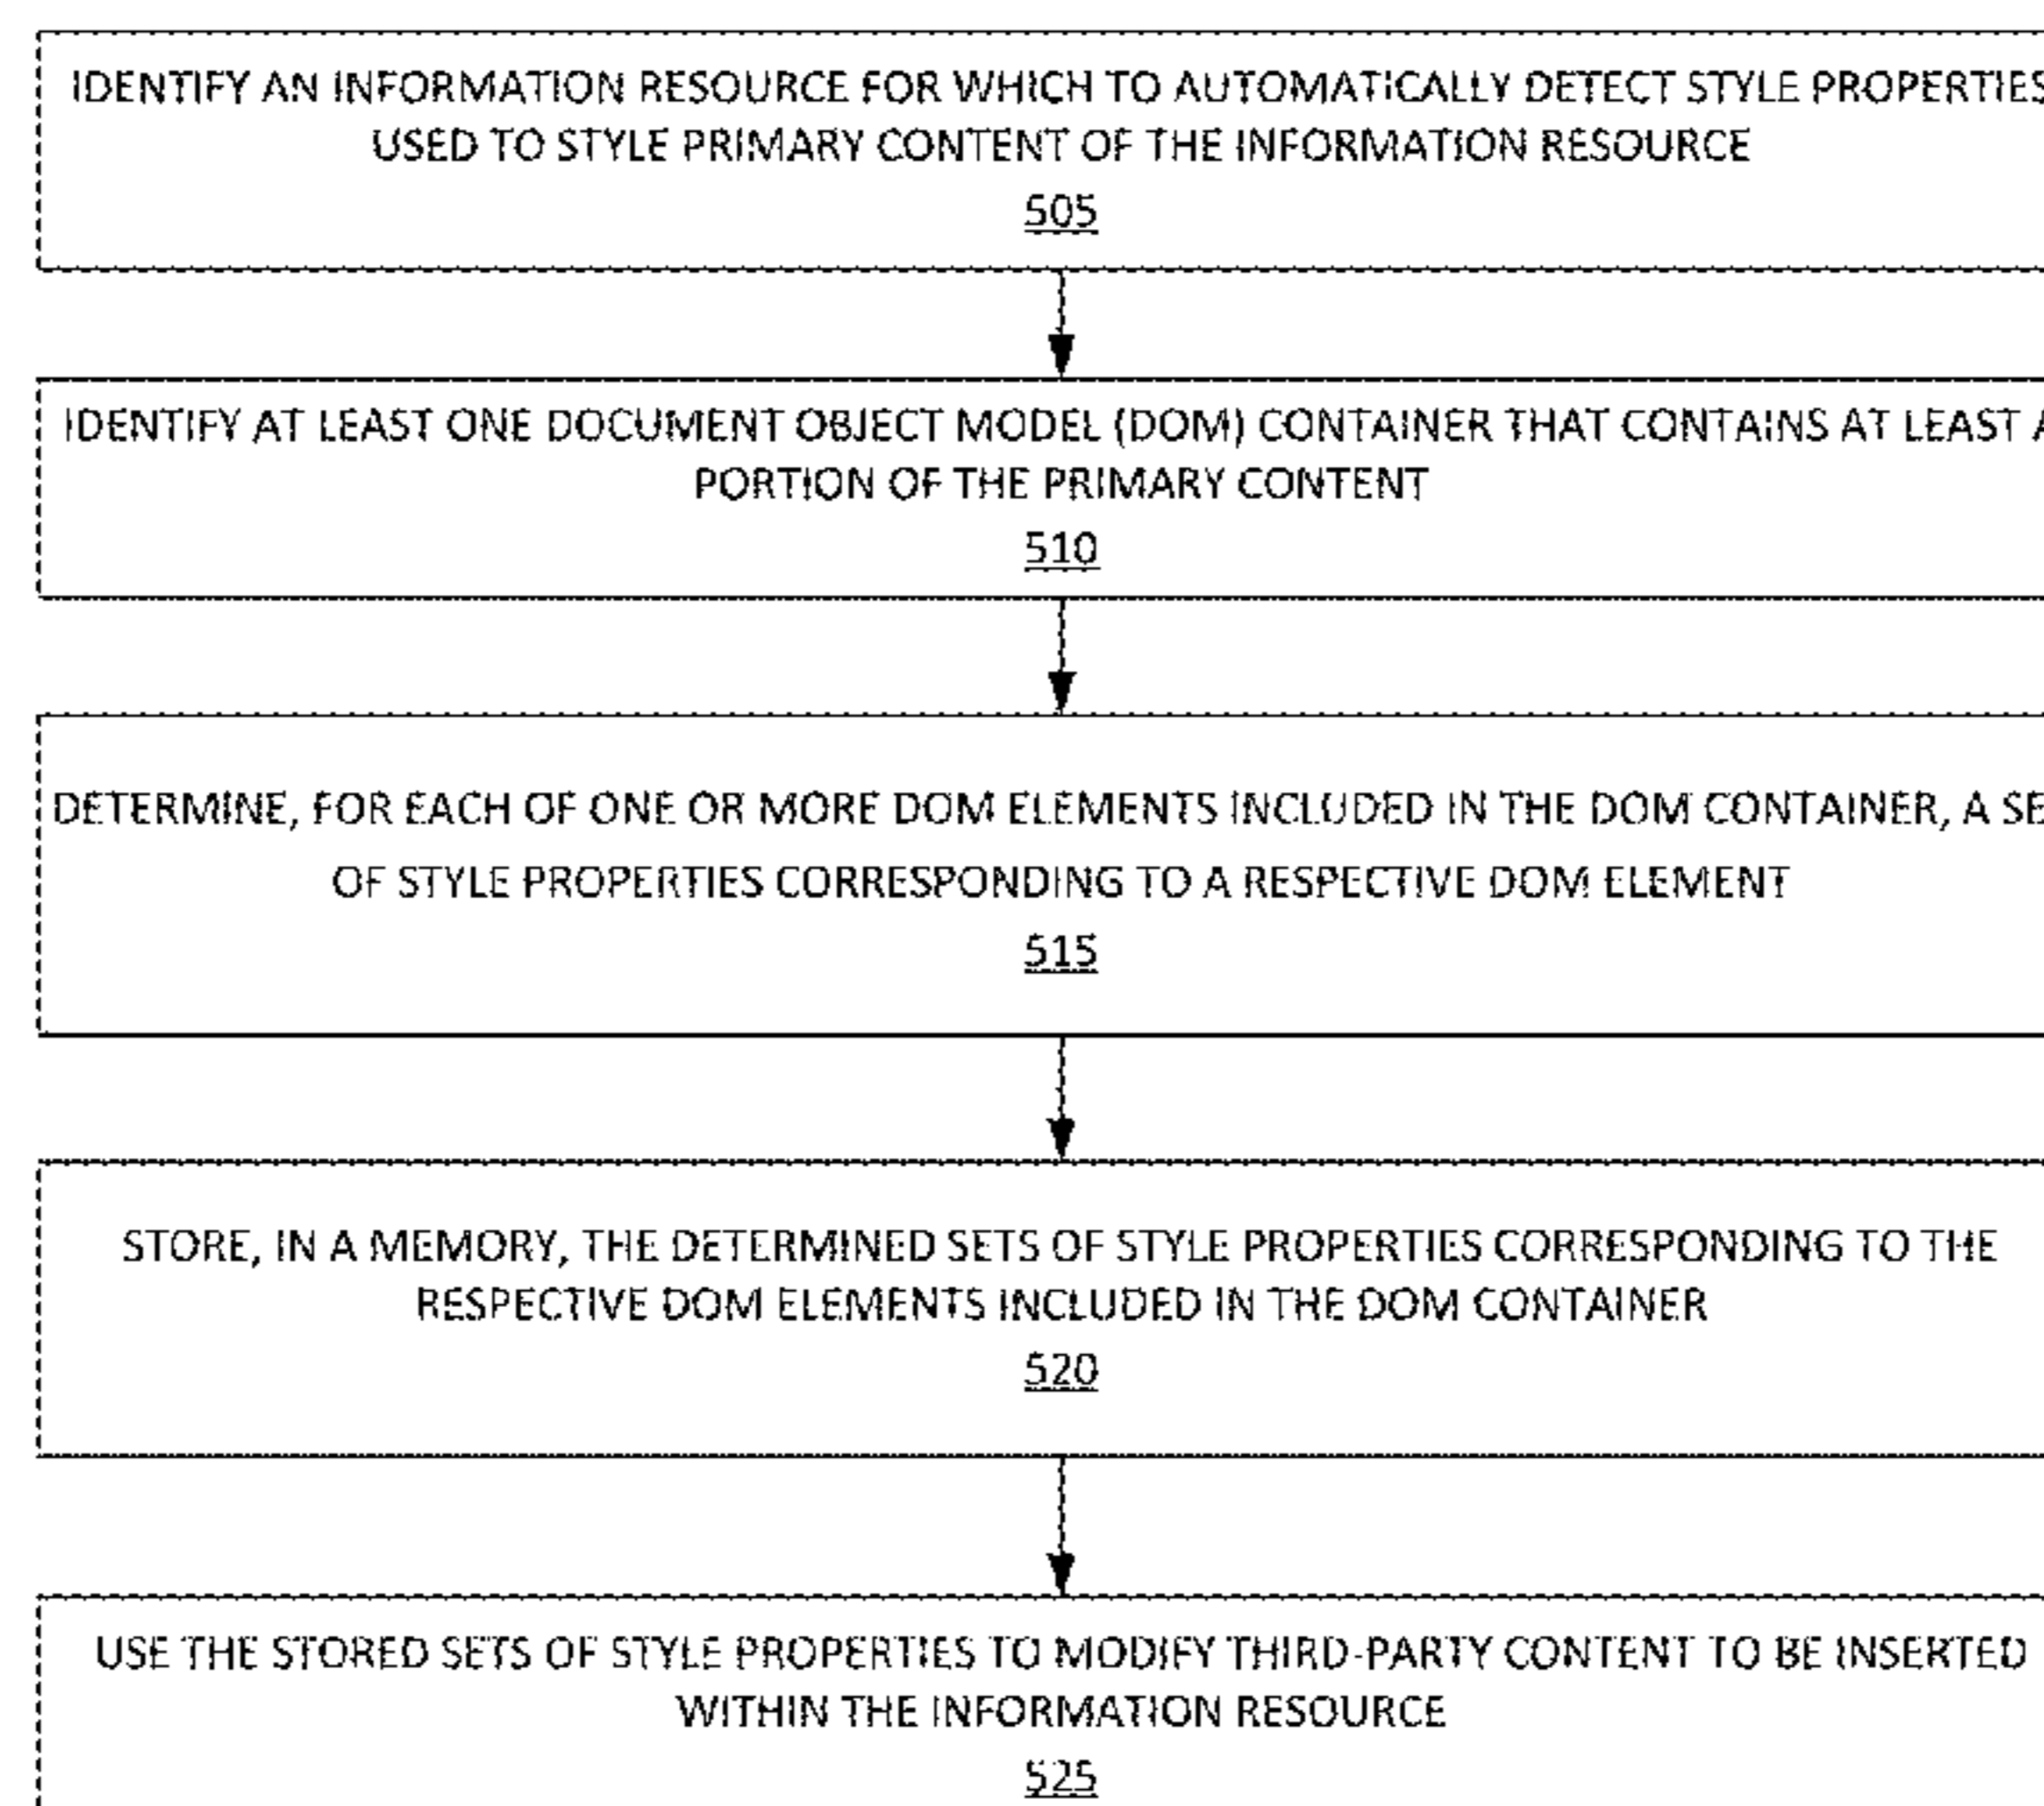 IDENTIFY AN INFORMATION RESOURCE FOR WHICH TO AUTOMATICALLY DETECT STYLE PROPERTIES
USED TO STYLE PRIMARY CONTENT OF THE INFORMATION RESOURCE
505
IDENTIFY AT LEAST ONE DOCUMENT OBJECT MODEL (DOM) CONTAINER THAT CONTAINS AT LEAST A
PORTION OF THE PRIMARY CONTENT
510
DETERMINE, FOR EACH OF ONE OR MORE DOM ELEMENTS INCLUDED IN THE DOM CONTAINER, A SE
OF STYLE PROPERTIES CORRESPONDING TO A RESPECTIVE DOM ELEMENT
515
STORE, IN A MEMORY, THE DETERMINED SETS OF STYLE PROPERTIES CORRESPONDING TO THE
RESPECTIVE DOM ELEMENTS INCLUDED IN THE DOM CONTAINER
520
USE THE STORED SETS OF STYLE PROPERTIES TO MODIFY THIRD-PARTY CONTENT TO BE INSERTED
WITHIN THE INFORMATION RESOURCE
525